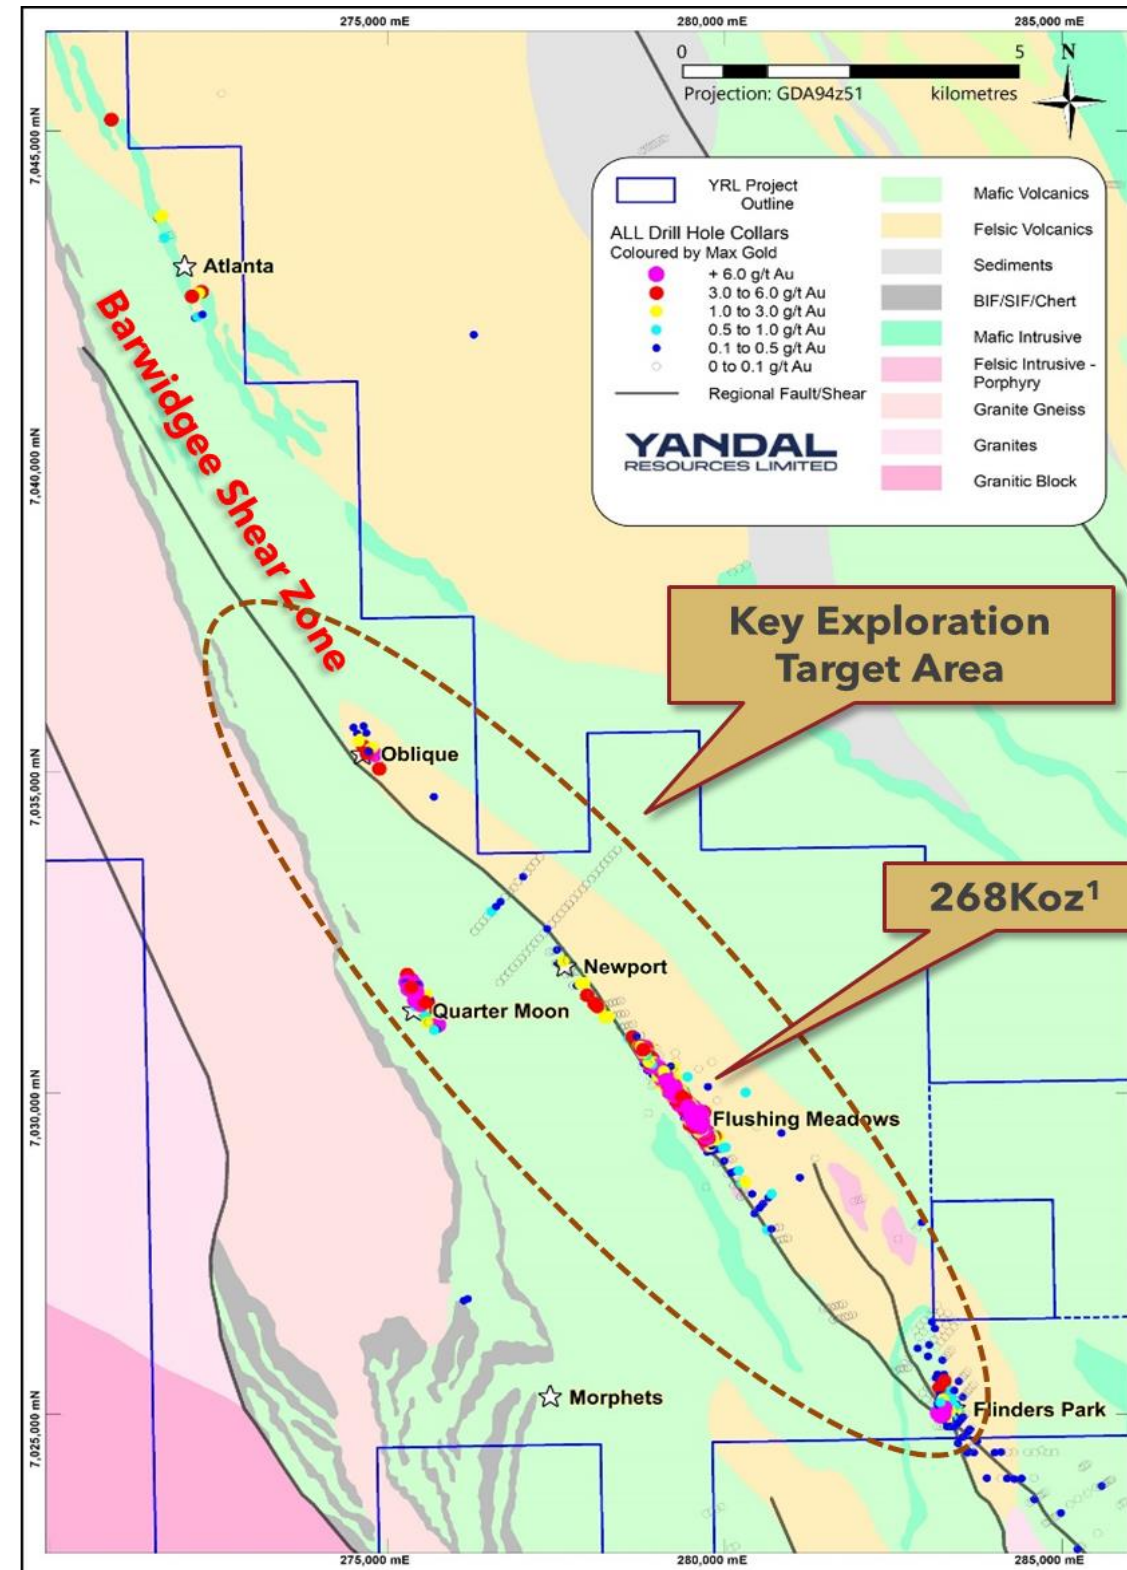 275,000 mE
280,000 mE
285,000 mE
0
5
N
Projection: GDA94z51
kilometres
7,045,000 mN
7,040,000 mN
7,035,000 mN
7,030,000 mN
7,025,000 mN
YRL Project
Outline
ALL Drill Hole Collars
Coloured by Max Gold
+ 6.0 g/t Au
3.0 to 6.0 g/t Au
1.0 to 3.0 g/t Au
0.5 to 1.0 g/t Au
0.1 to 0.5 g/t Au
0 to 0.1 g/t Au
Regional Fault/Shear
YANDAL
RESOURCES LIMITED
Mafic Volcanics
Felsic Volcanics
Sediments
BIF/SIF/Chert
Mafic Intrusive
Felsic Intrusive -
Porphyry
Granite Gneiss
Granites
Granitic Block
Atlanta
Barwidgee Shear Zone
Key Exploration
Target Area
Oblique
268Koz¹
Newport
Quarter Moon
Flushing Meadows
Morphets
Flinders Park
275,000 mE
280,000 mE
285,000 mE